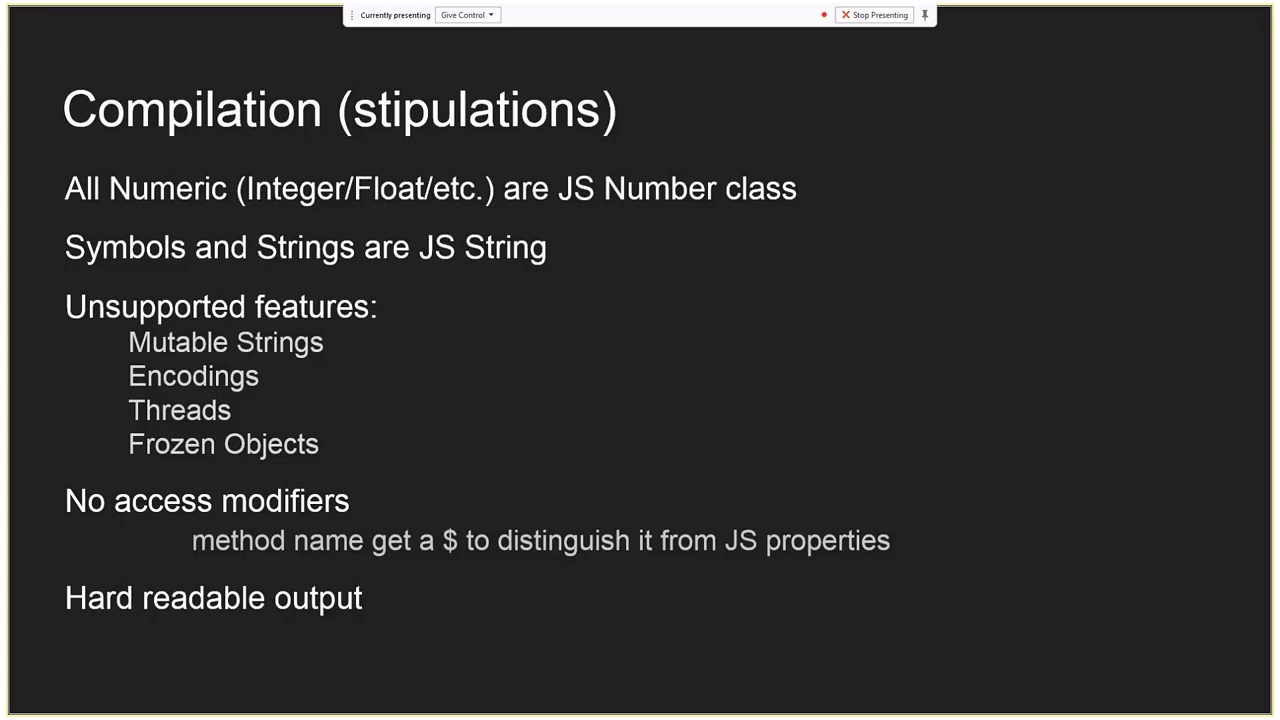 Currently presenting Give Control Stop Presenting
Compilation (stipulations)
All Numeric (Integer/Float/etc.) are JS Number class
Symbols and Strings are JS String
Unsupported features:
Mutable Strings
Encodings
Threads
Frozen Objects
No access modifiers
method name get a $ to distinguish it from JS properties
Hard readable output